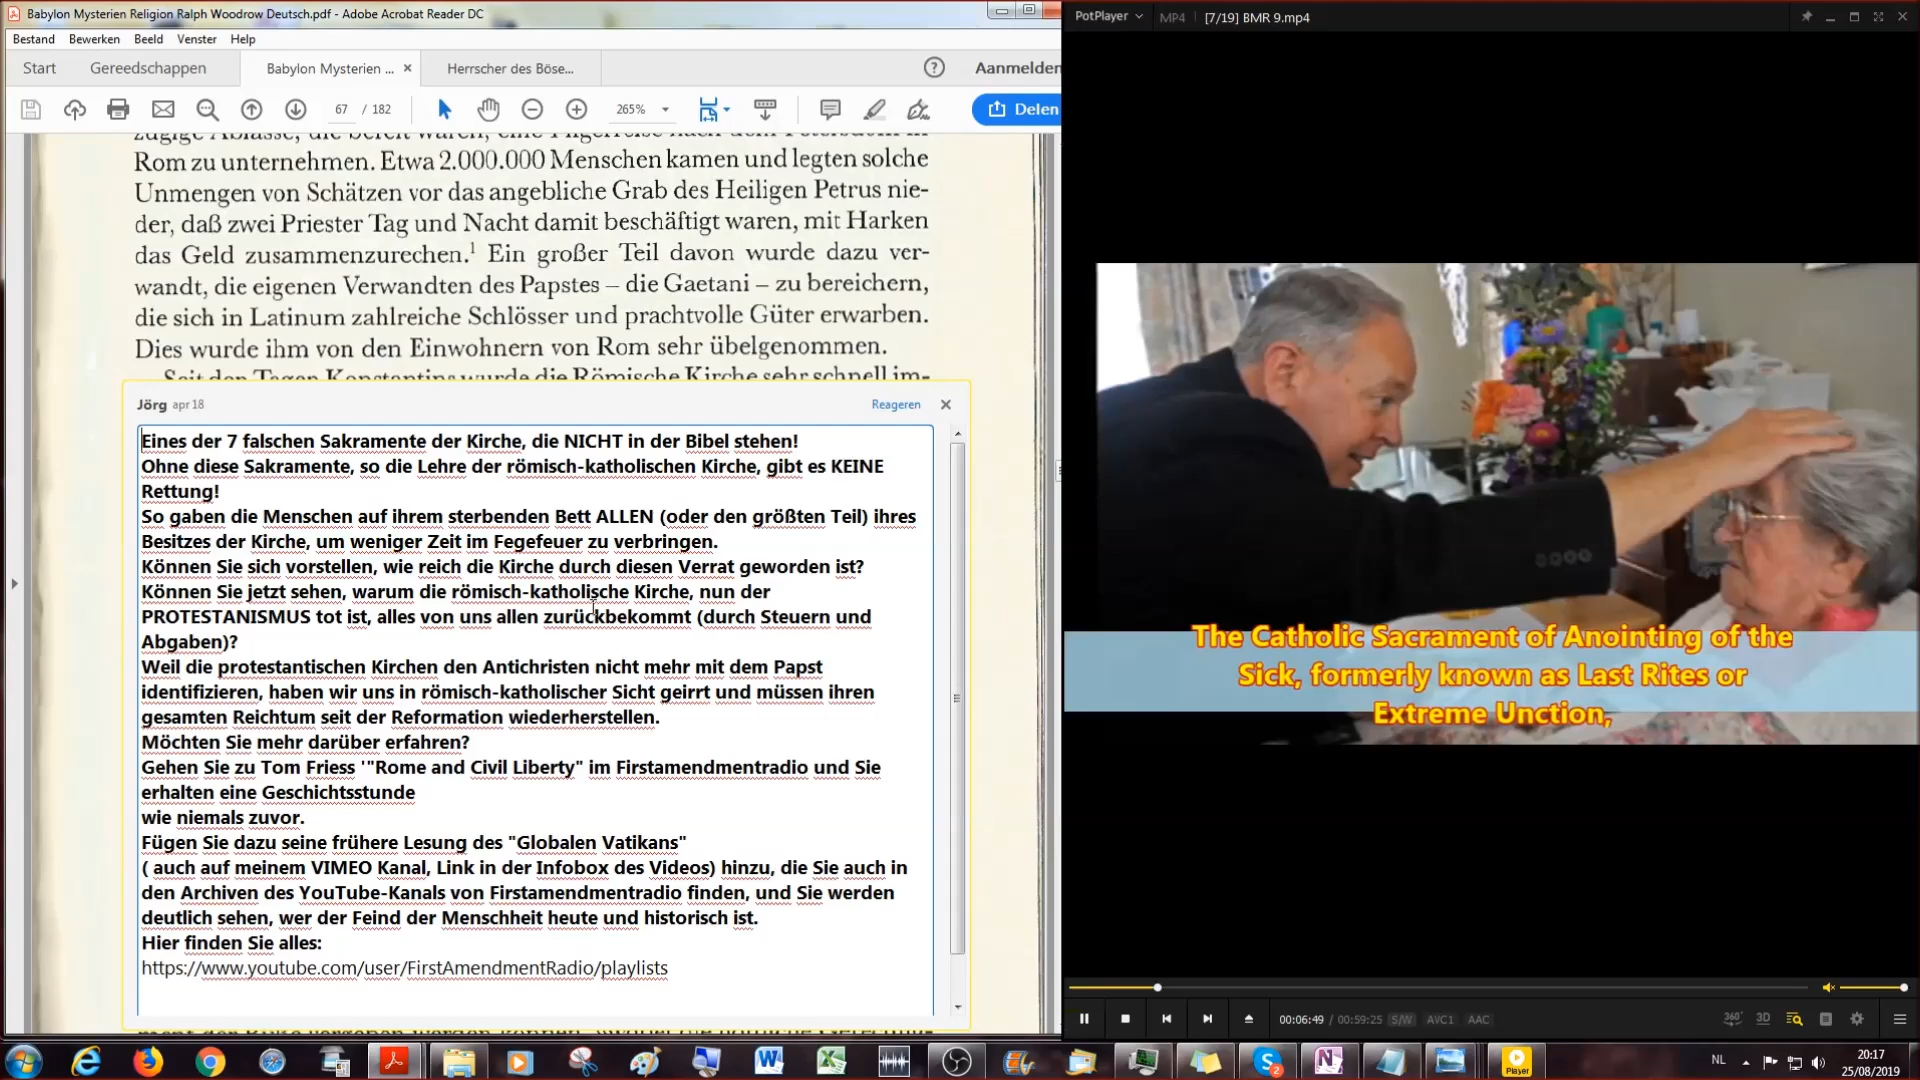 Babylon Mysterien Religion Ralph Woodrow Deutsch.pdf - Adobe Acrobat Reader DC
Bestand Bewerken Beeld Venster Help
Start Gereedschappen Babylon Mysterien ... × Herrscher des Böse... Aanmelden
67 / 182 265% Delen
Rom zu unternehmen. Etwa 2.000.000 Menschen kamen und legten solche
Unmengen von Schätzen vor das angebliche Grab des Heiligen Petrus nie-
der, daß zwei Priester Tag und Nacht damit beschäftigt waren, mit Harken
das Geld zusammenzurechen.¹ Ein großer Teil davon wurde dazu ver-
wandt, die eigenen Verwandten des Papstes – die Gaetani – zu bereichern,
die sich in Latinum zahlreiche Schlösser und prachtvolle Güter erwarben.
Dies wurde ihm von den Einwohnern von Rom sehr übelgenommen.
Seit den Tagen Konstantins wurde die Römische Kirche sehr schnell im-
Jörg apr 18 Reageren
Eines der 7 falschen Sakramente der Kirche, die NICHT in der Bibel stehen!
Ohne diese Sakramente, so die Lehre der römisch-katholischen Kirche, gibt es KEINE
Rettung!
So gaben die Menschen auf ihrem sterbenden Bett ALLEN (oder den größten Teil) ihres
Besitzes der Kirche, um weniger Zeit im Fegefeuer zu verbringen.
Können Sie sich vorstellen, wie reich die Kirche durch diesen Verrat geworden ist?
Können Sie jetzt sehen, warum die römisch-katholische Kirche, nun der
PROTESTANISMUS tot ist, alles von uns allen zurückbekommt (durch Steuern und
Abgaben)?
Weil die protestantischen Kirchen den Antichristen nicht mehr mit dem Papst
identifizieren, haben wir uns in römisch-katholischer Sicht geirrt und müssen ihren
gesamten Reichtum seit der Reformation wiederherstellen.
Möchten Sie mehr darüber erfahren?
Gehen Sie zu Tom Friess '"Rome and Civil Liberty" im Firstamendmentradio und Sie
erhalten eine Geschichtsstunde
wie niemals zuvor.
Fügen Sie dazu seine frühere Lesung des "Globalen Vatikans"
( auch auf meinem VIMEO Kanal, Link in der Infobox des Videos) hinzu, die Sie auch in
den Archiven des YouTube-Kanals von Firstamendmentradio finden, und Sie werden
deutlich sehen, wer der Feind der Menschheit heute und historisch ist.
Hier finden Sie alles:
https://www.youtube.com/user/FirstAmendmentRadio/playlists
PotPlayer MP4 [7/19] BMR 9.mp4
The Catholic Sacrament of Anointing of the
Sick, formerly known as Last Rites or
Extreme Unction,
00:06:49 / 00:59:25 S/W AVC1 AAC
360° 3D
NL 20:17
25/08/2019
Player